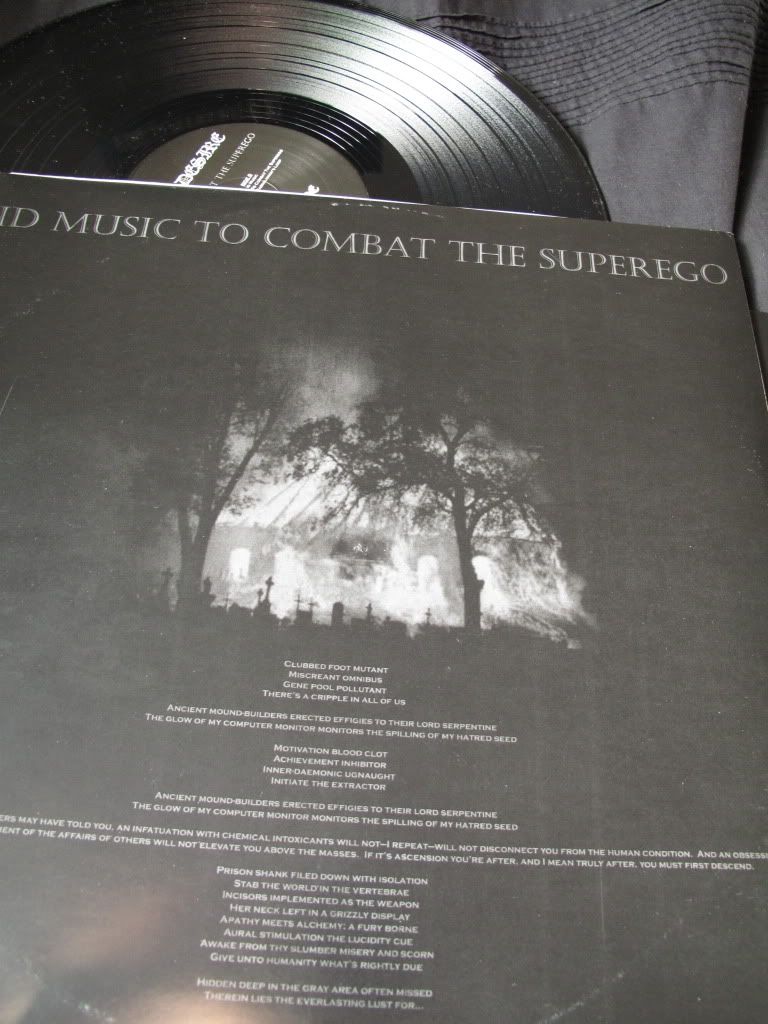 DESIRE
AT THE SUPEREGO
SIDE B
ID MUSIC TO COMBAT THE SUPEREGO
CLUBBED FOOT MUTANT
MISCREANT OMNIBUS
GENE POOL POLLUTANT
THERE'S A CRIPPLE IN ALL OF US
ANCIENT MOUND-BUILDERS ERECTED EFFIGIES TO THEIR LORD SERPENTINE
THE GLOW OF MY COMPUTER MONITOR MONITORS THE SPILLING OF MY HATRED SEED
MOTIVATION BLOOD CLOT
ACHIEVEMENT INHIBITOR
INNER-DAEMONIC UGNAUGHT
INITIATE THE EXTRACTOR
ANCIENT MOUND-BUILDERS ERECTED EFFIGIES TO THEIR LORD SERPENTINE
THE GLOW OF MY COMPUTER MONITOR MONITORS THE SPILLING OF MY HATRED SEED
ERS MAY HAVE TOLD YOU, AN INFATUATION WITH CHEMICAL INTOXICANTS WILL NOT—I REPEAT—WILL NOT DISCONNECT YOU FROM THE HUMAN CONDITION. AND AN OBSESSI
MENT OF THE AFFAIRS OF OTHERS WILL NOT ELEVATE YOU ABOVE THE MASSES. IF IT'S ASCENSION YOU'RE AFTER, AND I MEAN TRULY AFTER, YOU MUST FIRST DESCEND.
PRISON SHANK FILED DOWN WITH ISOLATION
STAB THE WORLD IN THE VERTEBRAE
INCISORS IMPLEMENTED AS THE WEAPON
HER NECK LEFT IN A GRIZZLY DISPLAY
APATHY MEETS ALCHEMY; A FURY BORNE
AURAL STIMULATION THE LUCIDITY CUE
AWAKE FROM THY SLUMBER MISERY AND SCORN
GIVE UNTO HUMANITY WHAT'S RIGHTLY DUE
HIDDEN DEEP IN THE GRAY AREA OFTEN MISSED
THEREIN LIES THE EVERLASTING LUST FOR...